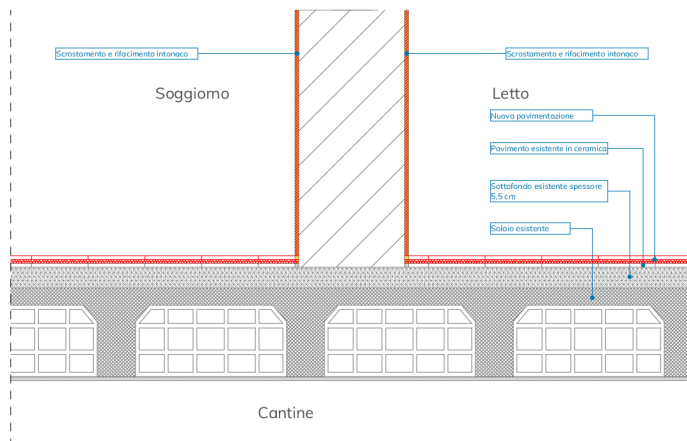 Scrostamento e rifacimento intonaco
Scrostamento e rifacimento intonaco
Soggiorno
Letto
Nuova pavimentazione
Pavimento esistente in ceramica
Sottofondo esistente spessore
5,5 cm
Solaio esistente
Cantine